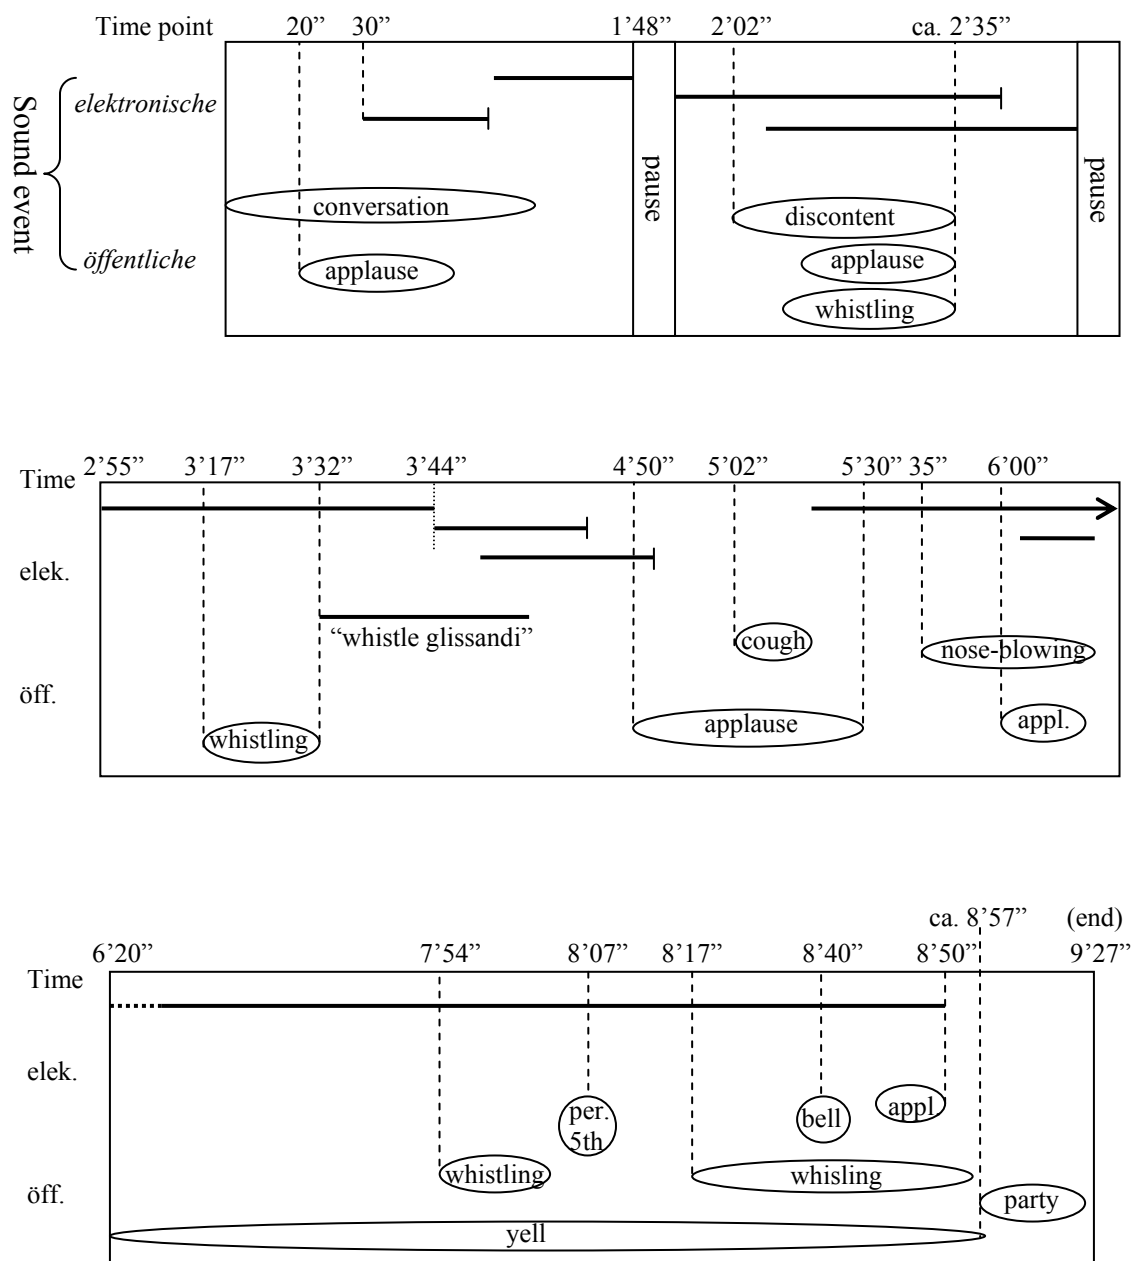 Time point 20” 30” 1’48” 2’02” ca. 2’35”
Sound event
elektronische
öffentliche
conversation
applause
pause
discontent
applause
whistling
pause
Time 2’55” 3’17” 3’32” 3’44” 4’50” 5’02” 5’30” 35” 6’00”
elek.
“whistle glissandi”
cough
nose-blowing
öff.
whistling
applause
appl.
ca. 8’57” (end)
6’20” 7’54” 8’07” 8’17” 8’40” 8’50” 9’27”
Time
elek.
per.
5th
bell
appl.
whistling
whisling
öff.
party
yell